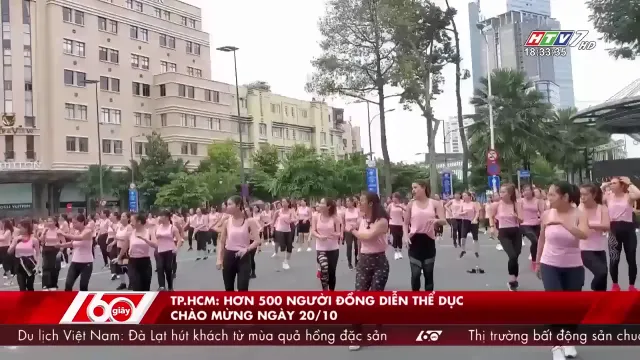 HTV7 HD
18:33:35
60 giây
TP.HCM: HƠN 500 NGƯỜI ĐỒNG DIỄN THỂ DỤC
CHÀO MỪNG NGÀY 20/10
Du lịch Việt Nam: Đà Lạt hút khách từ mùa quả hồng đặc sản
60
Thị trường bất động sản